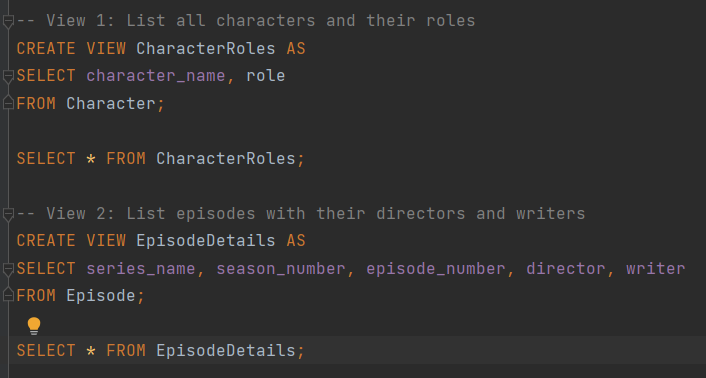 -- View 1: List all characters and their roles
CREATE VIEW CharacterRoles AS
SELECT character_name, role
FROM Character;
SELECT * FROM CharacterRoles;
-- View 2: List episodes with their directors and writers
CREATE VIEW EpisodeDetails AS
SELECT series_name, season_number, episode_number, director, writer
FROM Episode;
SELECT * FROM EpisodeDetails;